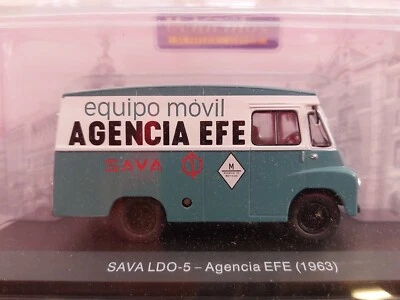 equipo móvil
AGENCIA EFE
SAVA
M
SAVA LDO-5 – Agencia EFE (1963)